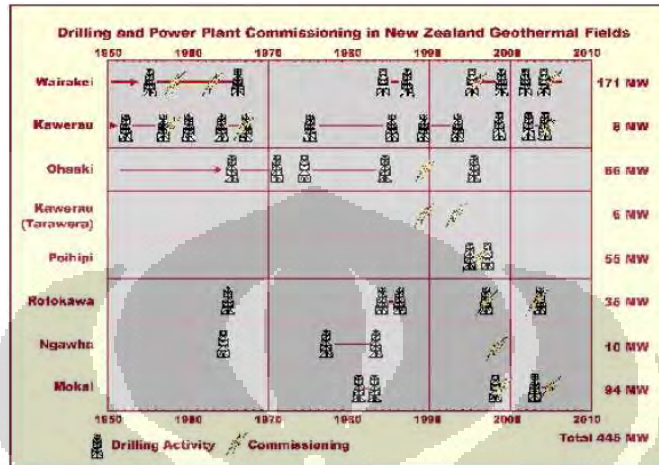 Drilling and Power Plant Commissioning in New Zealand Geothermal Fields
1950 1960 1970 1980 1990 2000 2010
Wairakei 171 MW
Kawerau 8 MW
Ohaaki 66 MW
Kawerau 6 MW
(Tarawera)
Poihipi 55 MW
Rotokawa 35 MW
Ngawha 10 MW
Mokai 94 MW
1950 1960 1970 1980 1990 2000 2010
Drilling Activity Commissioning Total 445 MW